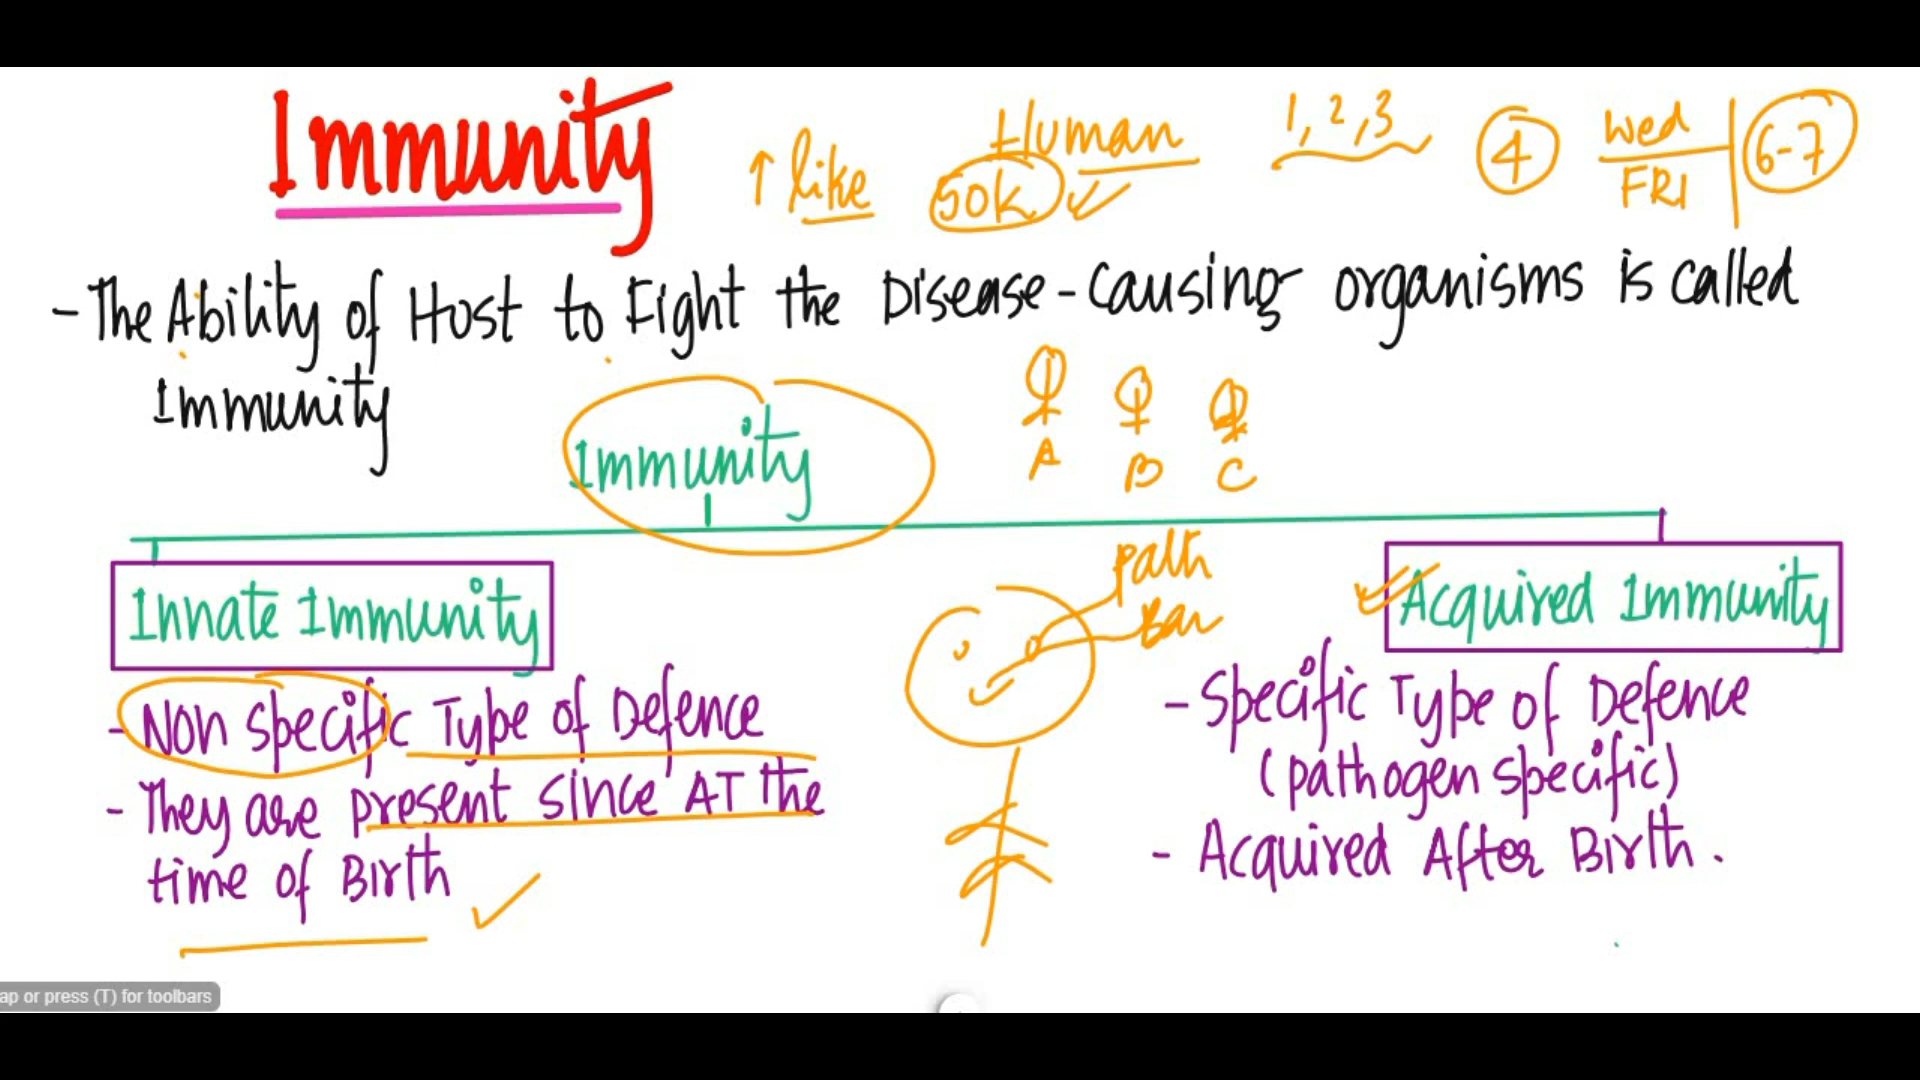 Immunity
↑ like
Human
50K
1, 2, 3
4
Wed
FRI
6-7
- The Ability of Host to Fight the Disease-Causing organisms is called
Immunity
Immunity
A B C
path
Bar
Innate Immunity
- Non Specific Type of Defence
- They are present since AT the
time of Birth
Acquired Immunity
- Specific Type of Defence
(pathogen specific)
- Acquired After Birth.
ap or press (T) for toolbars